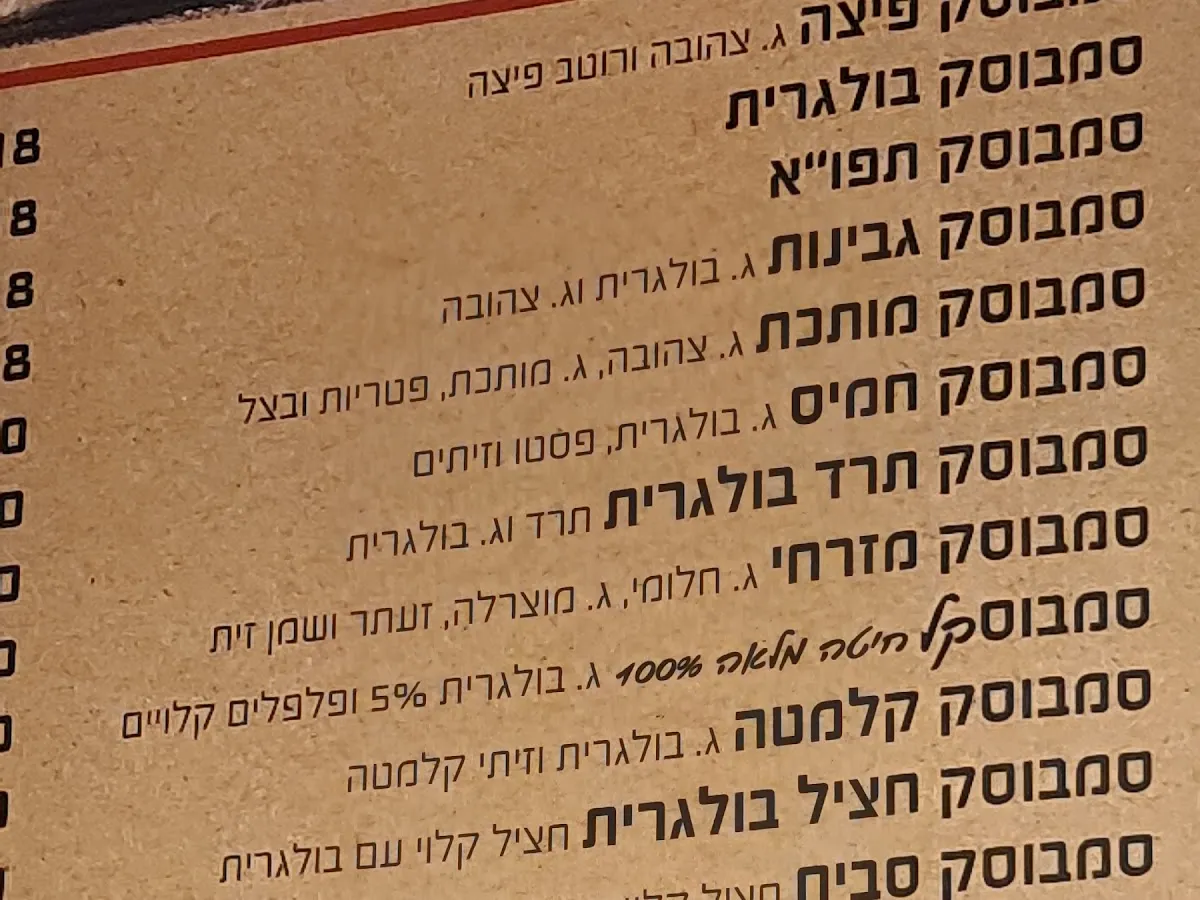 סמבוסק פיצה ג. צהובה ורוטב פיצה
סמבוסק בולגרית
סמבוסק תפו״א
סמבוסק גבינות ג. בולגרית וג. צהובה
סמבוסק מותכת ג. צהובה, ג. מותכת, פטריות ובצל
סמבוסק חמיס ג. בולגרית, פסטו וזיתים
סמבוסק תרד בולגרית תרד וג. בולגרית
סמבוסק מזרחי ג. חלומי, ג. מוצרלה, זעתר ושמן זית
סמבוסקל חיטה מלאה 100% ג. בולגרית 5% ופלפלים קלויים
סמבוסק קלמטה ג. בולגרית וזיתי קלמטה
סמבוסק חציל בולגרית חציל קלוי עם בולגרית
סמבוסק סביח חציל